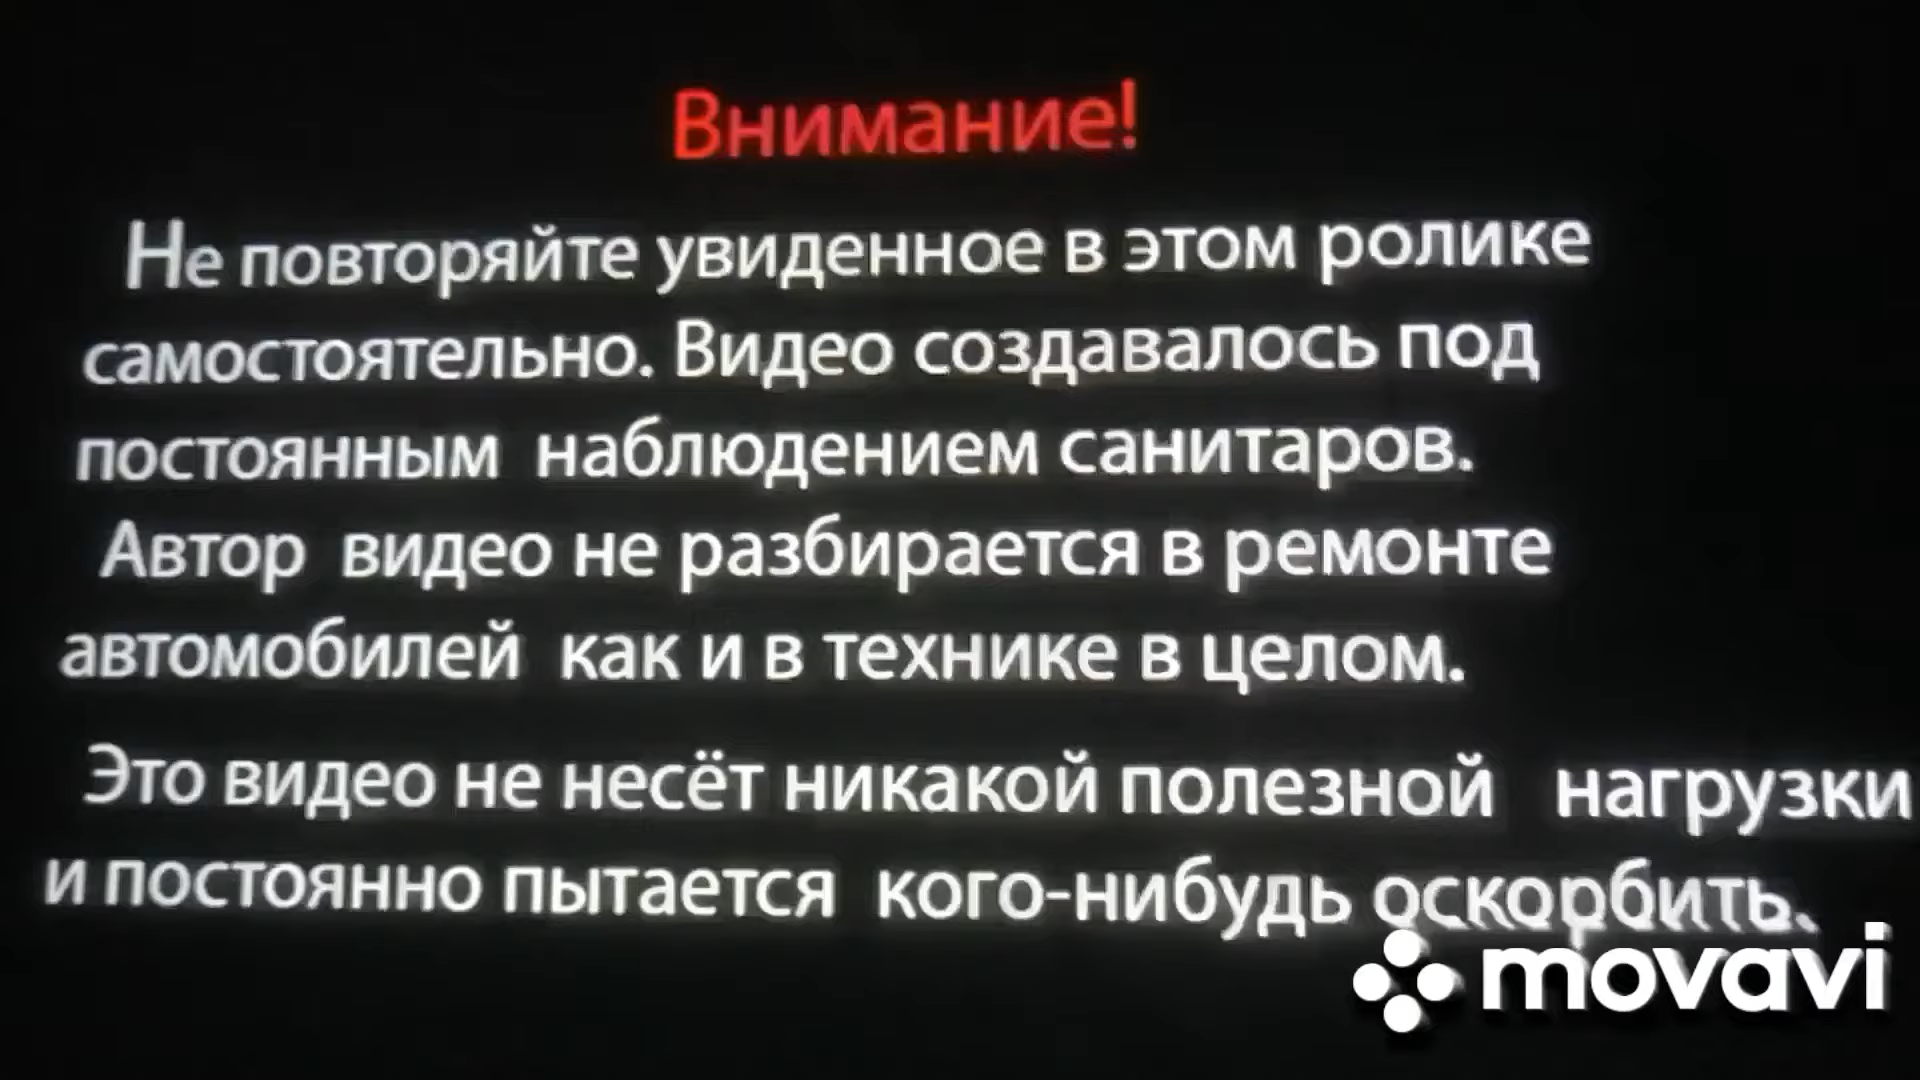 Внимание!
Не повторяйте увиденное в этом ролике
самостоятельно. Видео создавалось под
постоянным наблюдением санитаров.
Автор видео не разбирается в ремонте
автомобилей как и в технике в целом.
Это видео не несёт никакой полезной нагрузки
и постоянно пытается кого-нибудь оскорбить.
movavi